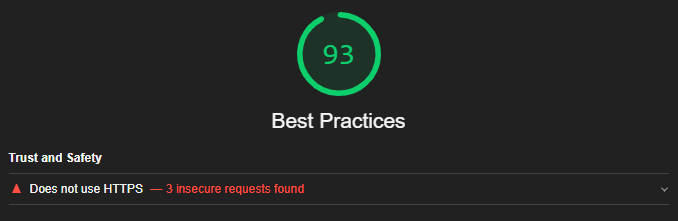 93
Best Practices
Trust and Safety
Does not use HTTPS — 3 insecure requests found